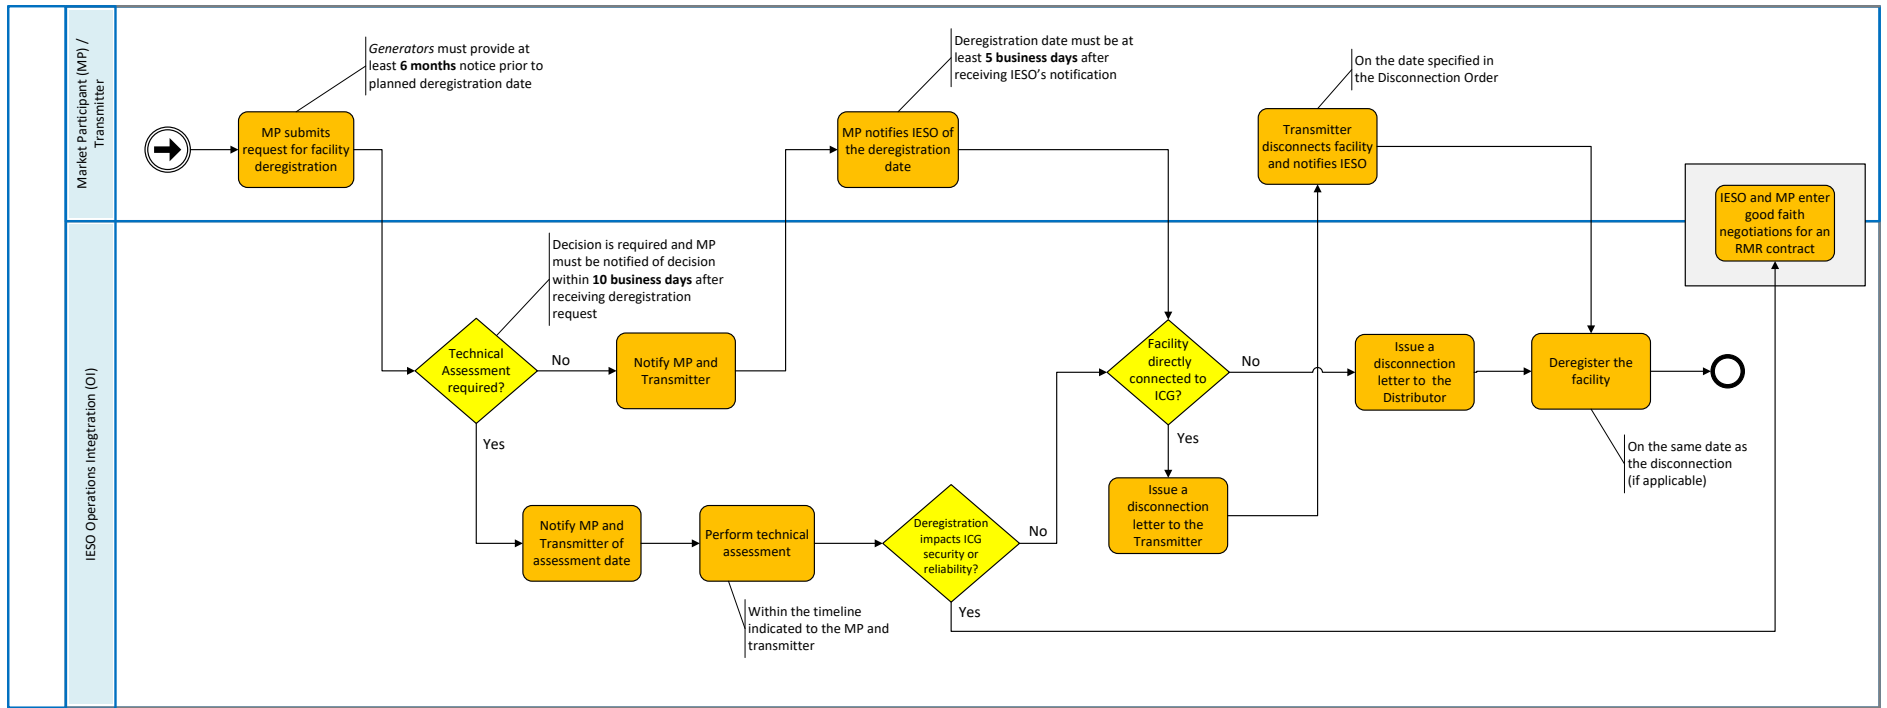 Market Participant (MP) /
Transmitter
Generators must provide at
least 6 months notice prior to
planned deregistration date
MP submits
request for facility
deregistration
Deregistration date must be at
least 5 business days after
receiving IESO's notification
MP notifies IESO of
the deregistration
date
On the date specified in
the Disconnection Order
Transmitter
disconnects facility
and notifies IESO
IESO and MP enter
good faith
negotiations for an
RMR contract
IESO Operations Integtration (OI)
Decision is required and MP
must be notified of decision
within 10 business days after
receiving deregistration
request
Technical
Assessment
required?
No
Notify MP and
Transmitter
Yes
Notify MP and
Transmitter of
assessment date
Perform technical
assessment
Within the timeline
indicated to the MP and
transmitter
Deregistration
impacts ICG
security or
reliability?
No
Yes
Facility
directly
connected to
ICG?
No
Yes
Issue a
disconnection
letter to the
Transmitter
Issue a
disconnection
letter to  the
Distributor
Deregister the
facility
On the same date as
the disconnection
(if applicable)